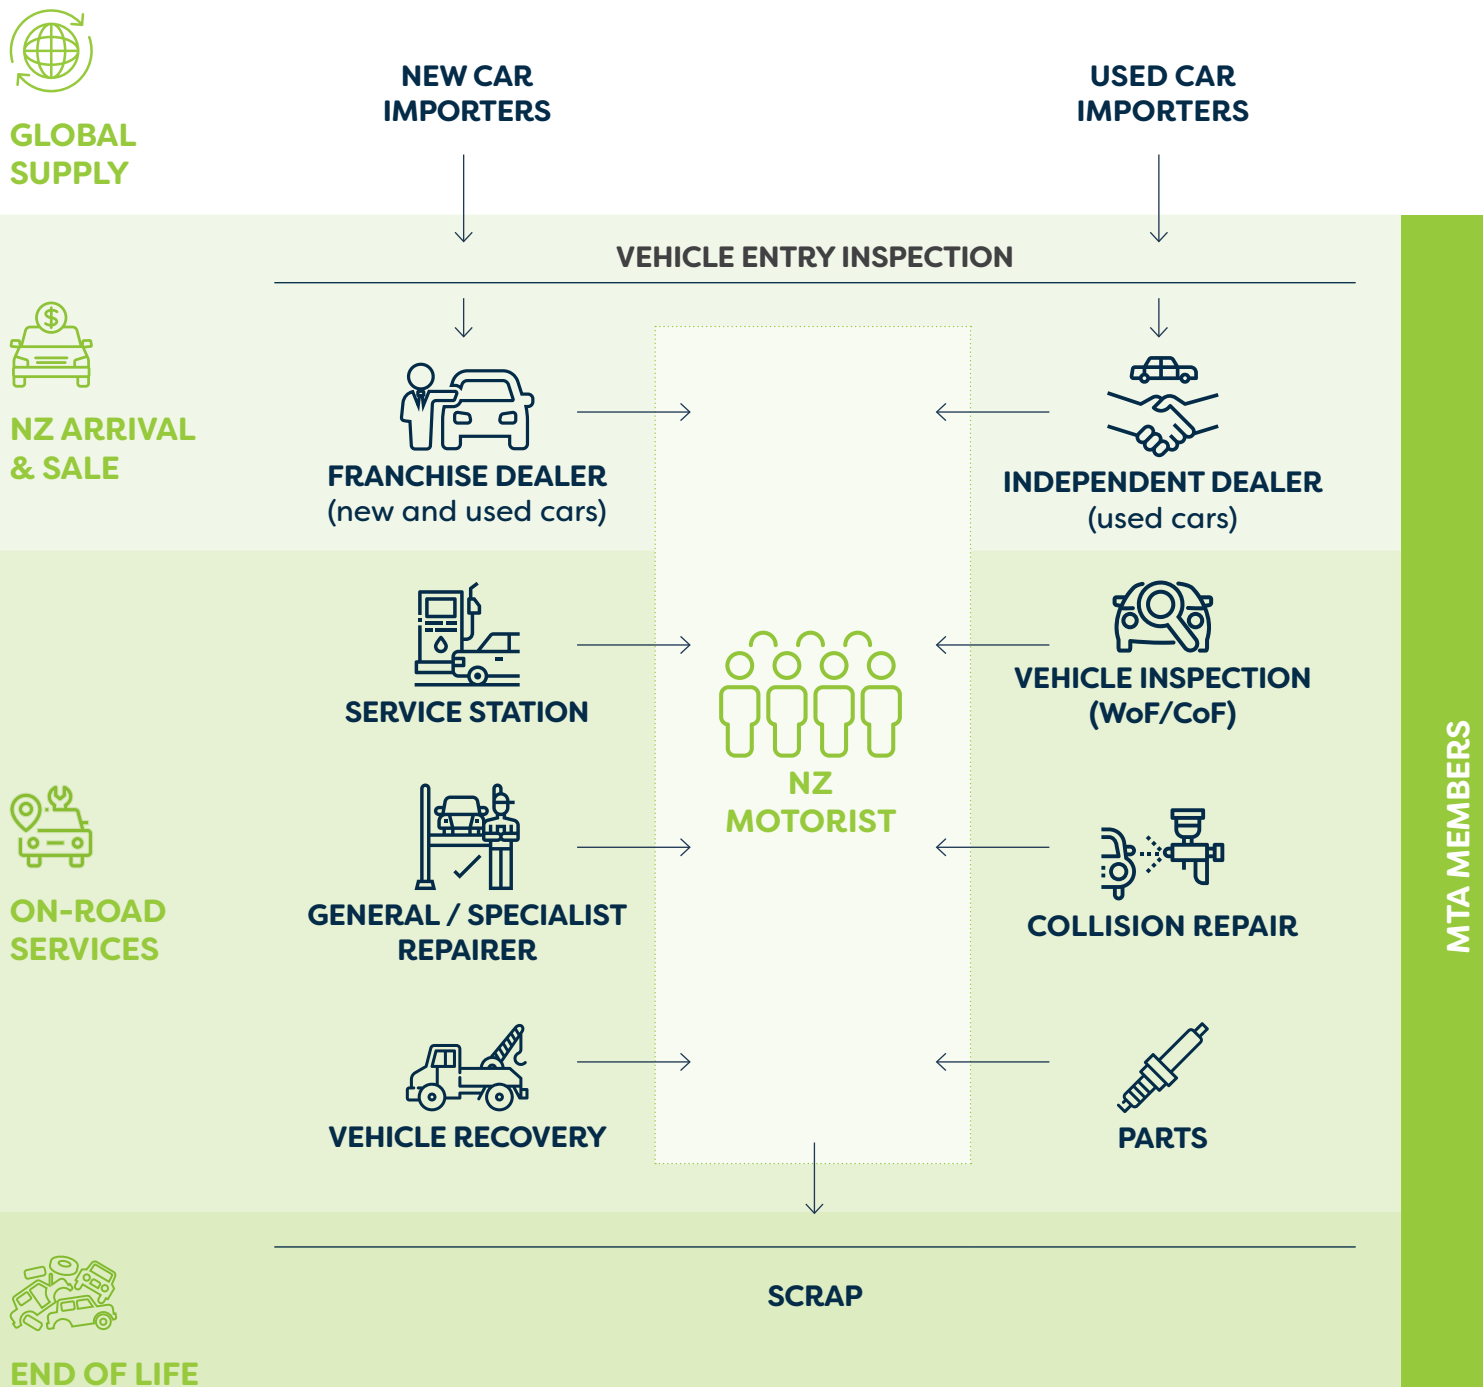 GLOBAL
SUPPLY
NEW CAR
IMPORTERS
USED CAR
IMPORTERS
VEHICLE ENTRY INSPECTION
NZ ARRIVAL
& SALE
$
FRANCHISE DEALER
(new and used cars)
INDEPENDENT DEALER
(used cars)
ON-ROAD
SERVICES
SERVICE STATION
VEHICLE INSPECTION
(WoF/CoF)
NZ
MOTORIST
GENERAL / SPECIALIST
REPAIRER
COLLISION REPAIR
VEHICLE RECOVERY
PARTS
MTA MEMBERS
SCRAP
END OF LIFE